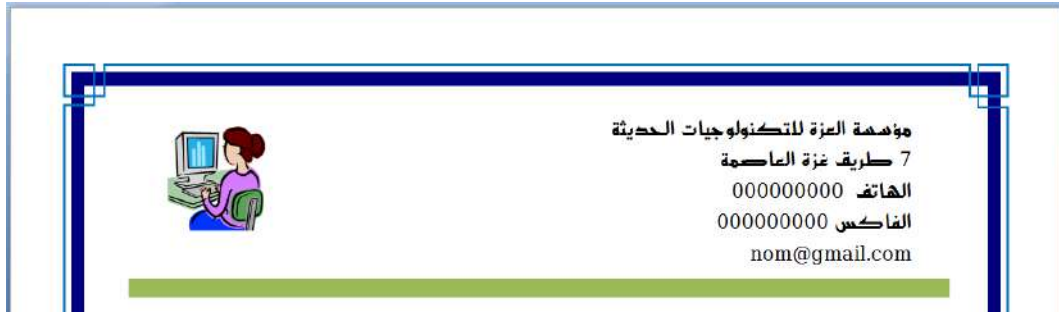 مؤسسة العزة للتكنولوجيات الحديثة
7 طريق غزة العاصمة
الهاتف 000000000
الفاكس 000000000
nom@gmail.com